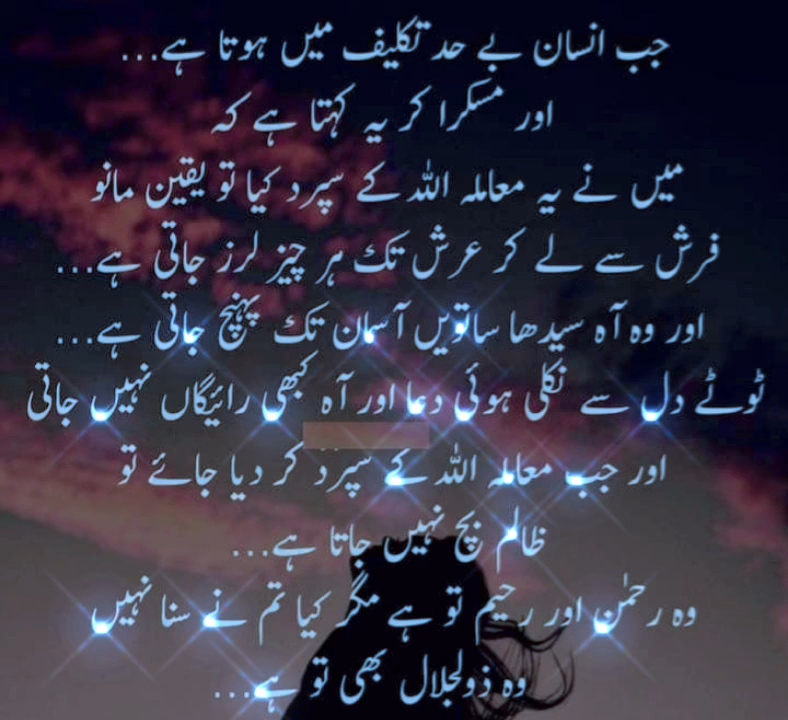 جب انسان بے حد تکلیف میں ہوتا ہے...
اور مسکرا کر یہ کہتا ہے کہ
میں نے یہ معاملہ اللہ کے سپرد کیا تو یقین مانو
فرش سے لے کر عرش تک ہر چیز لرز جاتی ہے...
اور وہ آہ سیدھا ساتویں آسمان تک پہنچ جاتی ہے...
ٹوٹے دل سے نکلی ہوئی دعا اور آہ کبھی رائیگاں نہیں جاتی
اور جب معاملہ اللہ کے سپرد کر دیا جائے تو
ظالم بچ نہیں جاتا ہے...
وہ رحمٰن اور رحیم تو ہے مگر کیا تم نے سنا نہیں
وہ ذولجلال بھی تو ہے...